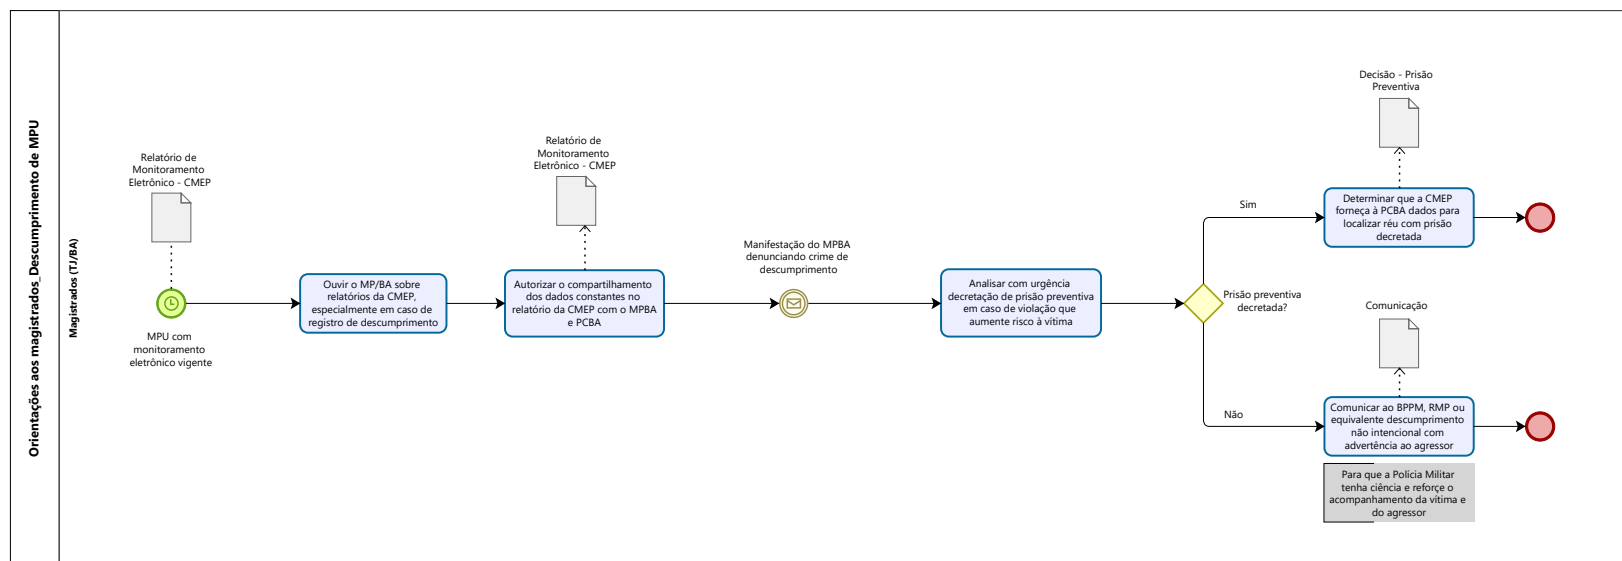 Orientações aos magistrados_Descumprimento de MPU
Magistrados (TJ/BA)
Relatório de
Monitoramento
Eletrônico - CMEP
MPU com
monitoramento
eletrônico vigente
Ouvir o MP/BA sobre
relatórios da CMEP,
especialmente em caso de
registro de descumprimento
Relatório de
Monitoramento
Eletrônico - CMEP
Autorizar o compartilhamento
dos dados constantes no
relatório da CMEP com o MPBA
e PCBA
Manifestação do MPBA
denunciando crime de
descumprimento
Analisar com urgência
decretação de prisão preventiva
em caso de violação que
aumente risco à vítima
Prisão preventiva
decretada?
Sim
Decisão - Prisão
Preventiva
Determinar que a CMEP
forneça à PCBA dados para
localizar réu com prisão
decretada
Não
Comunicação
Comunicar ao BPPM, RMP ou
equivalente descumprimento
não intencional com
advertência ao agressor
Para que a Polícia Militar
tenha ciência e reforçe o
acompanhamento da vítima e
do agressor